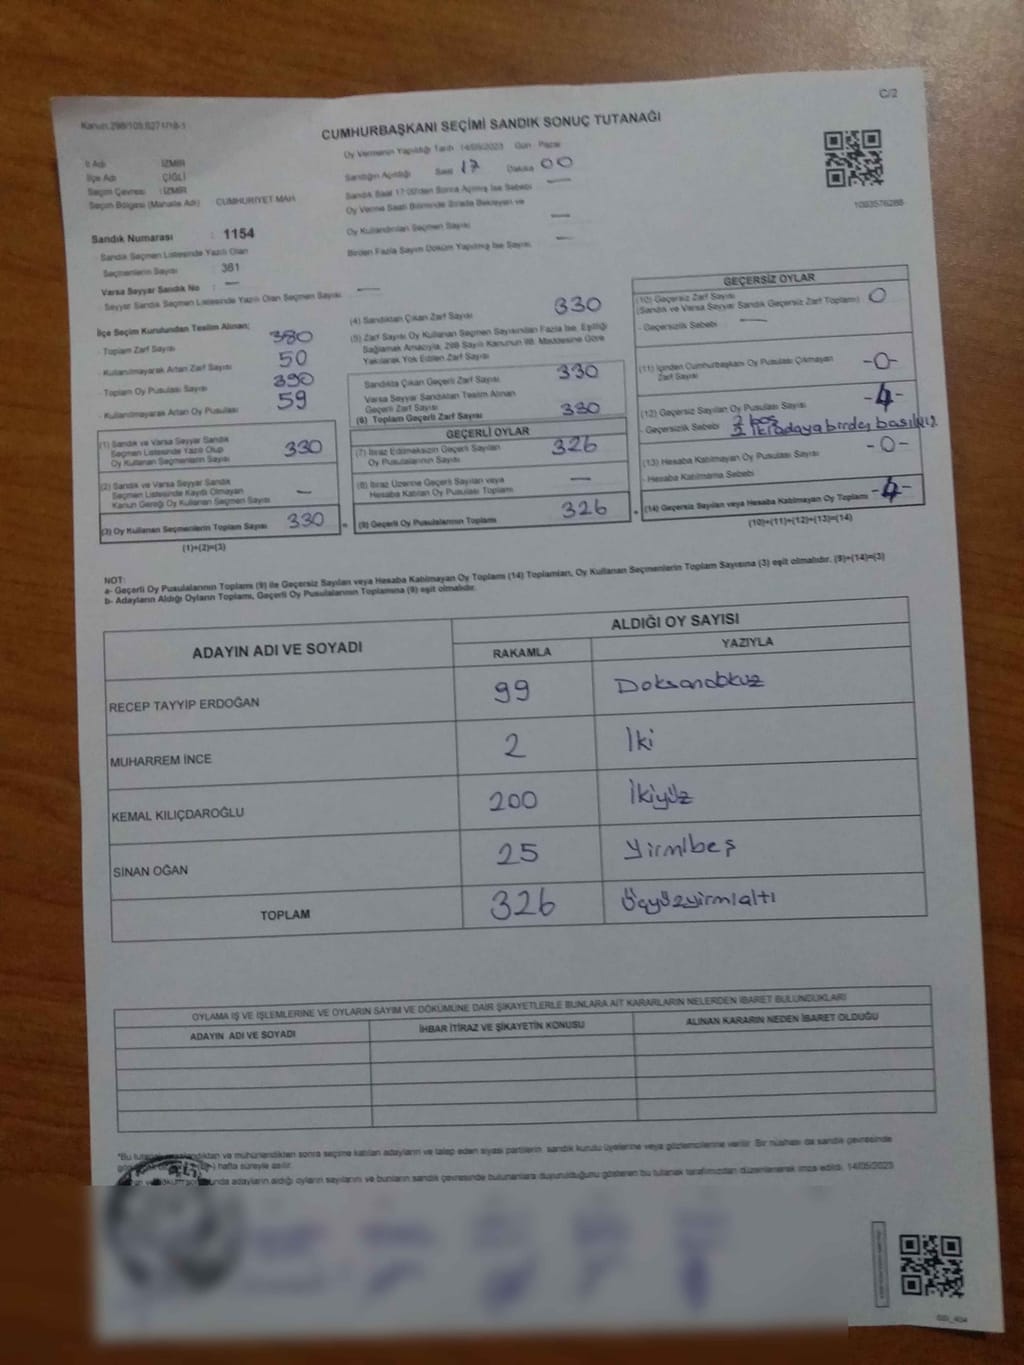 C/2
Kanun:298/105,6271/18-1
CUMHURBAŞKANI SEÇİMİ SANDIK SONUÇ TUTANAĞI
İl Adı : İZMİR
İlçe Adı : ÇİĞLİ
Seçim Çevresi : İZMİR
Seçim Bölgesi (Mahalle Adı) CUMHURİYET MAH
Sandık Numarası : 1154
- Sandık Seçmen Listesinde Yazılı Olan
Seçmenlerin Sayısı : 361
Varsa Seyyar Sandık No : —
- Seyyar Sandık Seçmen Listesinde Yazılı Olan Seçmen Sayısı : —
Oy Vermenin Yapıldığı Tarih 14/05/2023 Gün : Pazar
Sandığın Açıldığı Saat 17 Dakika 00
Sandık Saat 17:00'den Sonra Açılmış İse Sebebi —
Oy Verme Saati Bitiminde Sırada Bekleyen ve
Oy Kullandırılan Seçmen Sayısı —
Birden Fazla Sayım Döküm Yapılmış İse Sayısı —
1093576288
İlçe Seçim Kurulundan Teslim Alınan;
- Toplam Zarf Sayısı 380
- Kullanılmayarak Artan Zarf Sayısı 50
- Toplam Oy Pusulası Sayısı 390
- Kullanılmayarak Artan Oy Pusulası 59
(1) Sandık ve Varsa Seyyar Sandık
Seçmen Listesinde Yazılı Olup
Oy Kullanan Seçmenlerin Sayısı 330
(2) Sandık ve Varsa Seyyar Sandık
Seçmen Listesinde Kayıtlı Olmayan
Kanun Gereği Oy Kullanan Seçmen Sayısı —
(3) Oy Kullanan Seçmenlerin Toplam Sayısı 330 =
(1)+(2)=(3)
(4) Sandıktan Çıkan Zarf Sayısı 330
(5) Zarf Sayısı Oy Kullanan Seçmen Sayısından Fazla İse, Eşitliği
Sağlamak Amacıyla, 298 Sayılı Kanunun 98. Maddesine Göre
Yakılarak Yok Edilen Zarf Sayısı
Sandıkta Çıkan Geçerli Zarf Sayısı 330
Varsa Seyyar Sandıktan Teslim Alınan
Geçerli Zarf Sayısı
(6) Toplam Geçerli Zarf Sayısı 330
GEÇERLİ OYLAR
(7) İtiraz Edilmeksizin Geçerli Sayılan
Oy Pusulalarının Sayısı 326
(8) İtiraz Üzerine Geçerli Sayılan veya
Hesaba Katılan Oy Pusulası Toplamı —
(9) Geçerli Oy Pusulalarının Toplamı 326 +
GEÇERSİZ OYLAR
(10) Geçersiz Zarf Sayısı
(Sandık ve Varsa Seyyar Sandık Geçersiz Zarf Toplamı) 0
- Geçersizlik Sebebi : —
(11) İçinden Cumhurbaşkanı Oy Pusulası Çıkmayan
Zarf Sayısı -0-
(12) Geçersiz Sayılan Oy Pusulası Sayısı -4-
- Geçersizlik Sebebi 2 boş
2 iki adaya birden basılmış
(13) Hesaba Katılmayan Oy Pusulası Sayısı -0-
- Hesaba Katılmama Sebebi
(14) Geçersiz Sayılan veya Hesaba Katılmayan Oy Toplamı -4-
(10)+(11)+(12)+(13)=(14)
NOT:
a- Geçerli Oy Pusulalarının Toplamı (9) ile Geçersiz Sayılan veya Hesaba Katılmayan Oy Toplamı (14) Toplamları, Oy Kullanan Seçmenlerin Toplam Sayısına (3) eşit olmalıdır. (9)+(14)=(3)
b- Adayların Aldığı Oyların Toplamı, Geçerli Oy Pusulalarının Toplamına (9) eşit olmalıdır.
ADAYIN ADI VE SOYADI
ALDIĞI OY SAYISI
RAKAMLA YAZIYLA
RECEP TAYYİP ERDOĞAN 99 Doksandokuz
MUHARREM İNCE 2 İki
KEMAL KILIÇDAROĞLU 200 İkiyüz
SİNAN OĞAN 25 Yirmibeş
TOPLAM 326 Üçyüzyirmialtı
OYLAMA İŞ VE İŞLEMLERİNE VE OYLARIN SAYIM VE DÖKÜMÜNE DAİR ŞİKAYETLERLE BUNLARA AİT KARARLARIN NELERDEN İBARET BULUNDUKLARI
ADAYIN ADI VE SOYADI İHBAR İTİRAZ VE ŞİKAYETİN KONUSU ALINAN KARARIN NEDEN İBARET OLDUĞU
*Bu tutanak ve mühürlendikten sonra seçime katılan adayların ve talep eden siyasi partilerin sandık kurulu üyelerine veya gözlemcilerine verilir. Bir nüshası da sandık çevresinde
hafta süreyle asılır.
adayların aldığı oyların sayılarını ve bunların sandık çevresinde bulunanlara duyurulduğunu gösteren bu tutanak tarafımızdan düzenlenerek imza edildi. 14/05/2023